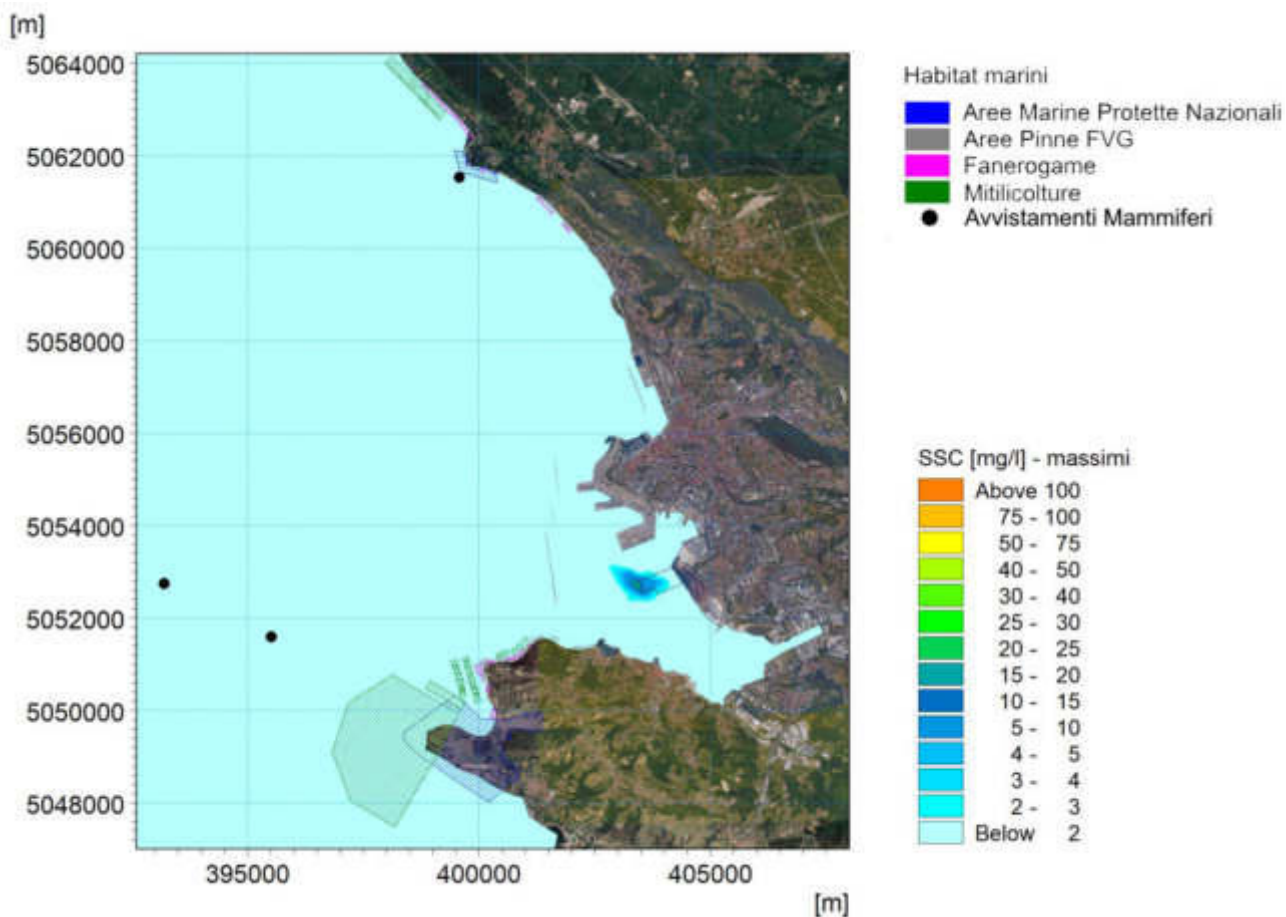 [m]
5064000
5062000
5060000
5058000
5056000
5054000
5052000
5050000
5048000
395000
400000
405000
[m]
Habitat marini
Aree Marine Protette Nazionali
Aree Pinne FVG
Fanerogame
Mitilicolture
Avvistamenti Mammiferi
SSC [mg/l] - massimi
Above 100
75 - 100
50 - 75
40 - 50
30 - 40
25 - 30
20 - 25
15 - 20
10 - 15
5 - 10
4 - 5
3 - 4
2 - 3
Below 2